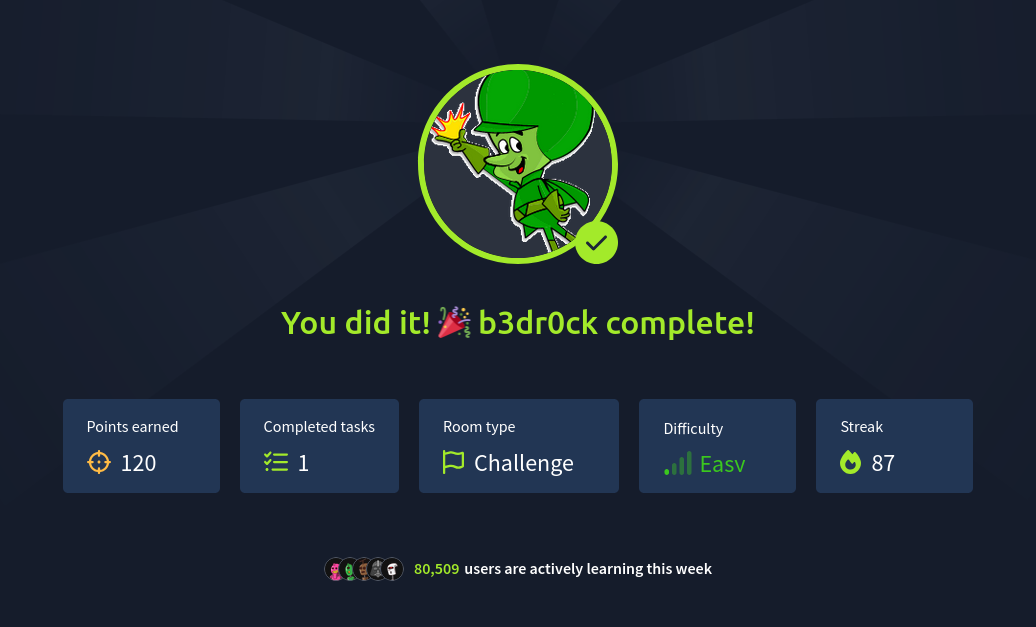 You did it! 🎉 b3dr0ck complete!
Points earned
120
Completed tasks
1
Room type
Challenge
Difficulty
Easy
Streak
87
80,509 users are actively learning this week